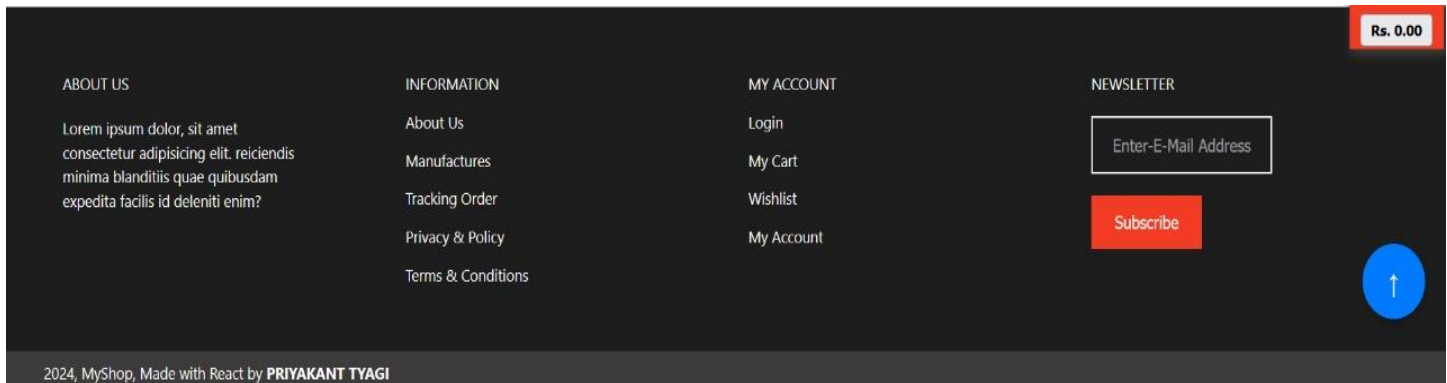 Rs. 0.00
ABOUT US
Lorem ipsum dolor, sit amet
consectetur adipisicing elit. reiciendis
minima blanditiis quae quibusdam
expedita facilis id deleniti enim?
INFORMATION
About Us
Manufactures
Tracking Order
Privacy & Policy
Terms & Conditions
MY ACCOUNT
Login
My Cart
Wishlist
My Account
NEWSLETTER
Enter-E-Mail Address
Subscribe
↑
2024, MyShop, Made with React by PRIYAKANT TYAGI